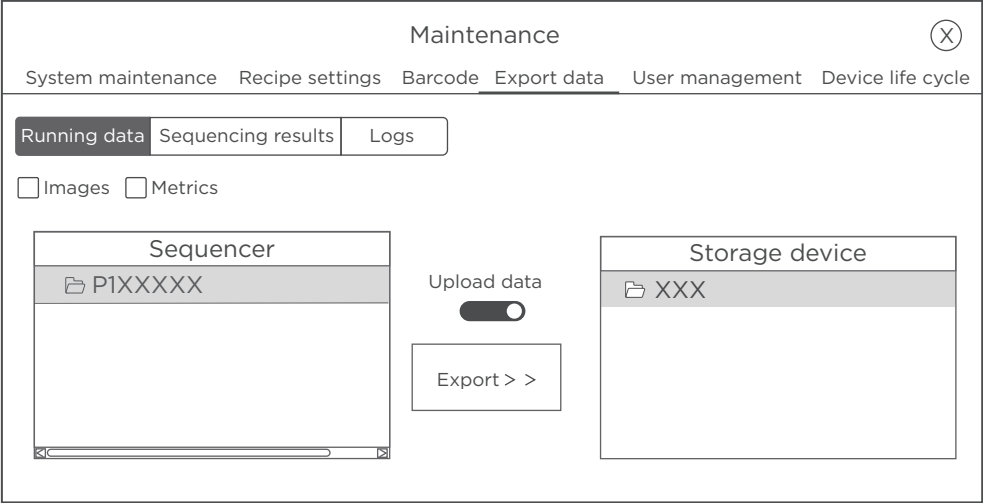 Maintenance
X
System maintenance Recipe settings Barcode Export data User management Device life cycle
Running data Sequencing results Logs
Images Metrics
Sequencer
P1XXXXX
Upload data
Export > >
Storage device
XXX